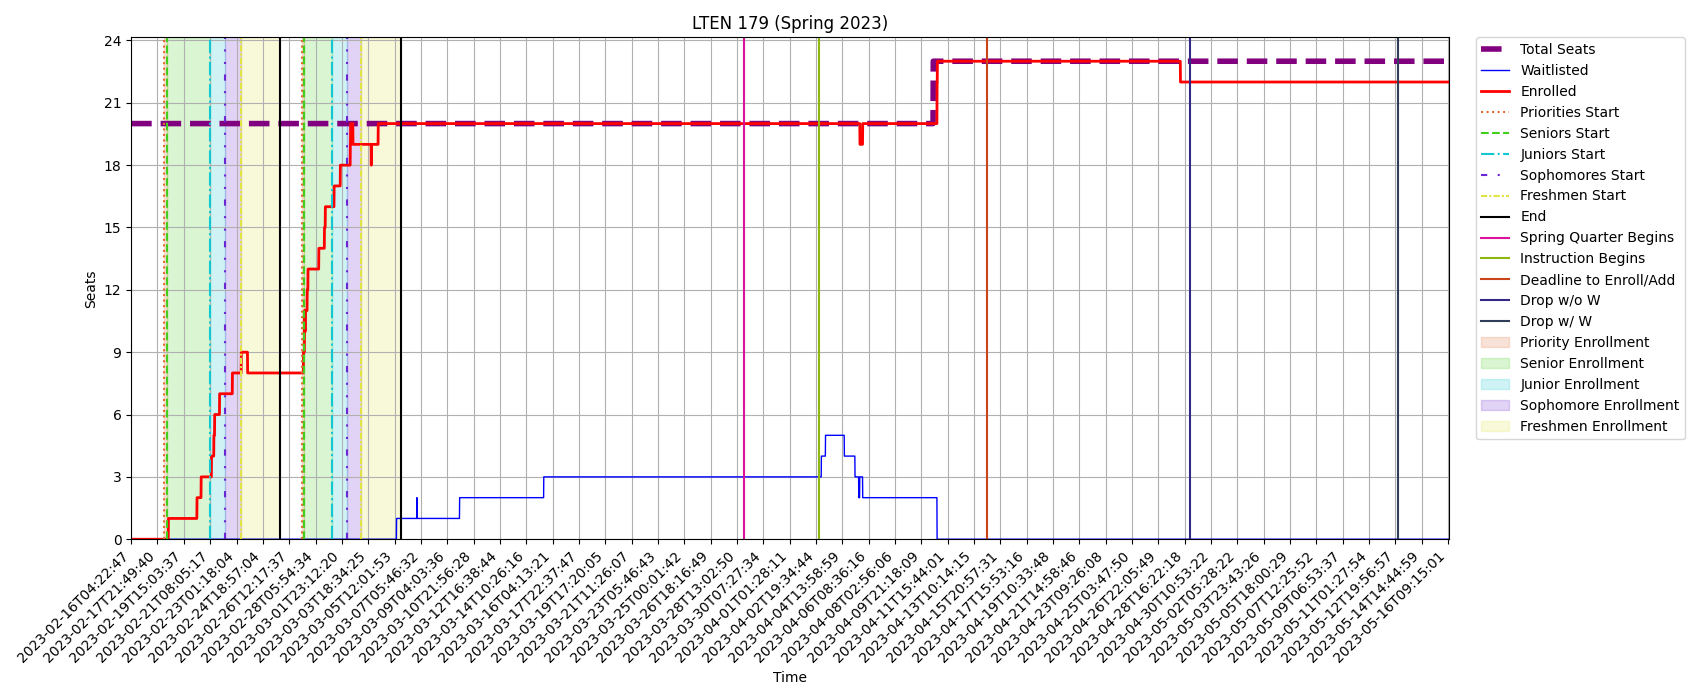 LTEN 179 (Spring 2023)
24
21
18
15
12
9
6
3
0
Seats
2023-02-16T04:22:47
2023-02-17T21:49:40
2023-02-19T15:03:37
2023-02-21T08:05:17
2023-02-23T01:18:04
2023-02-24T18:57:04
2023-02-26T12:17:37
2023-02-28T05:54:34
2023-03-01T23:12:20
2023-03-03T18:34:25
2023-03-05T12:01:53
2023-03-07T05:46:32
2023-03-09T04:03:36
2023-03-10T21:56:28
2023-03-12T16:38:44
2023-03-14T10:26:16
2023-03-16T04:13:21
2023-03-17T22:37:47
2023-03-19T17:20:05
2023-03-21T11:26:07
2023-03-23T05:46:43
2023-03-25T00:01:42
2023-03-26T18:16:49
2023-03-28T13:02:50
2023-03-30T07:27:34
2023-04-01T01:28:11
2023-04-02T19:34:44
2023-04-04T13:58:59
2023-04-06T08:36:16
2023-04-08T02:56:06
2023-04-09T21:18:09
2023-04-11T15:44:01
2023-04-13T10:14:15
2023-04-15T20:57:31
2023-04-17T15:53:16
2023-04-19T10:33:48
2023-04-21T14:58:46
2023-04-23T09:26:08
2023-04-25T03:47:50
2023-04-26T22:05:49
2023-04-28T16:22:18
2023-04-30T10:53:22
2023-05-02T05:28:22
2023-05-03T23:43:26
2023-05-05T18:00:29
2023-05-07T12:25:52
2023-05-09T06:53:37
2023-05-11T01:27:54
2023-05-12T19:56:57
2023-05-14T14:44:59
2023-05-16T09:15:01
Time
Total Seats
Waitlisted
Enrolled
Priorities Start
Seniors Start
Juniors Start
Sophomores Start
Freshmen Start
End
Spring Quarter Begins
Instruction Begins
Deadline to Enroll/Add
Drop w/o W
Drop w/ W
Priority Enrollment
Senior Enrollment
Junior Enrollment
Sophomore Enrollment
Freshmen Enrollment